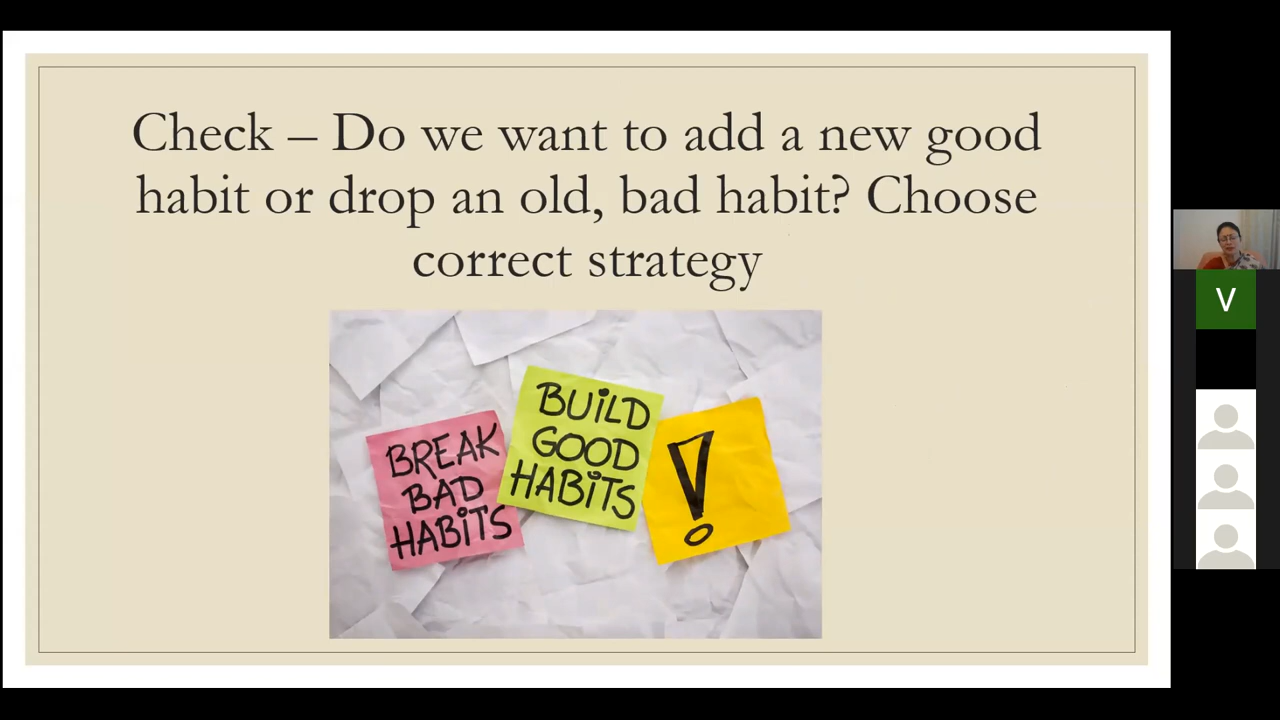 Check – Do we want to add a new good
habit or drop an old, bad habit? Choose
correct strategy
BREAK
BAD
HABITS
BUILD
GOOD
HABITS
!
V